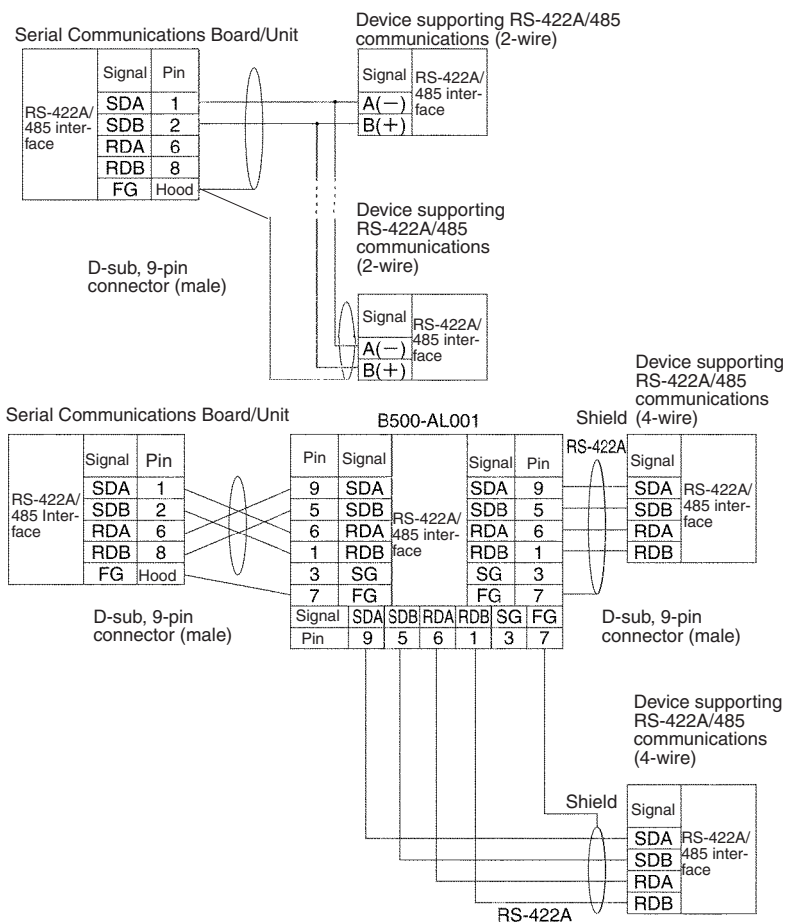 Serial Communications Board/Unit
Device supporting RS-422A/485
communications (2-wire)
RS-422A/
485 inter-
face
Signal Pin
SDA 1
SDB 2
RDA 6
RDB 8
FG Hood
Signal
A(−)
B(+)
RS-422A/
485 inter-
face
D-sub, 9-pin
connector (male)
Device supporting
RS-422A/485
communications
(2-wire)
Signal
A(−)
B(+)
RS-422A/
485 inter-
face
Serial Communications Board/Unit
RS-422A/
485 Inter-
face
Signal Pin
SDA 1
SDB 2
RDA 6
RDB 8
FG Hood
D-sub, 9-pin
connector (male)
B500-AL001
Pin Signal
9 SDA
5 SDB
6 RDA
1 RDB
3 SG
7 FG
RS-422A/
485 inter-
face
Signal Pin
SDA 9
SDB 5
RDA 6
RDB 1
SG 3
FG 7
Signal SDA SDB RDA RDB SG FG
Pin 9 5 6 1 3 7
Shield
RS-422A
Device supporting
RS-422A/485
communications
(4-wire)
Signal
SDA
SDB
RDA
RDB
RS-422A/
485 inter-
face
D-sub, 9-pin
connector (male)
Device supporting
RS-422A/485
communications
(4-wire)
Shield
Signal
SDA
SDB
RDA
RDB
RS-422A/
485 inter-
face
RS-422A